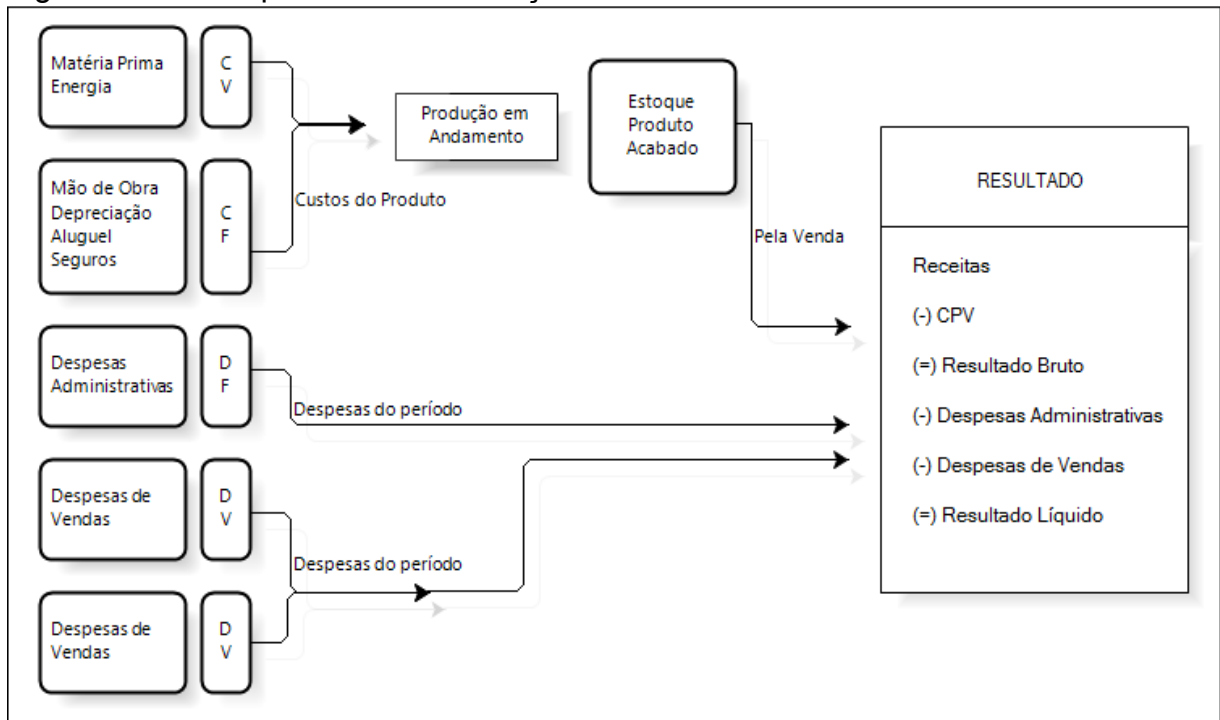 Matéria Prima
Energia
C
V
Mão de Obra
Depreciação
Aluguel
Seguros
C
F
Custos do Produto
Produção em
Andamento
Estoque
Produto
Acabado
Pela Venda
Despesas
Administrativas
D
F
Despesas do período
Despesas de
Vendas
D
V
Despesas do período
Despesas de
Vendas
D
V
RESULTADO
Receitas
(-) CPV
(=) Resultado Bruto
(-) Despesas Administrativas
(-) Despesas de Vendas
(=) Resultado Líquido